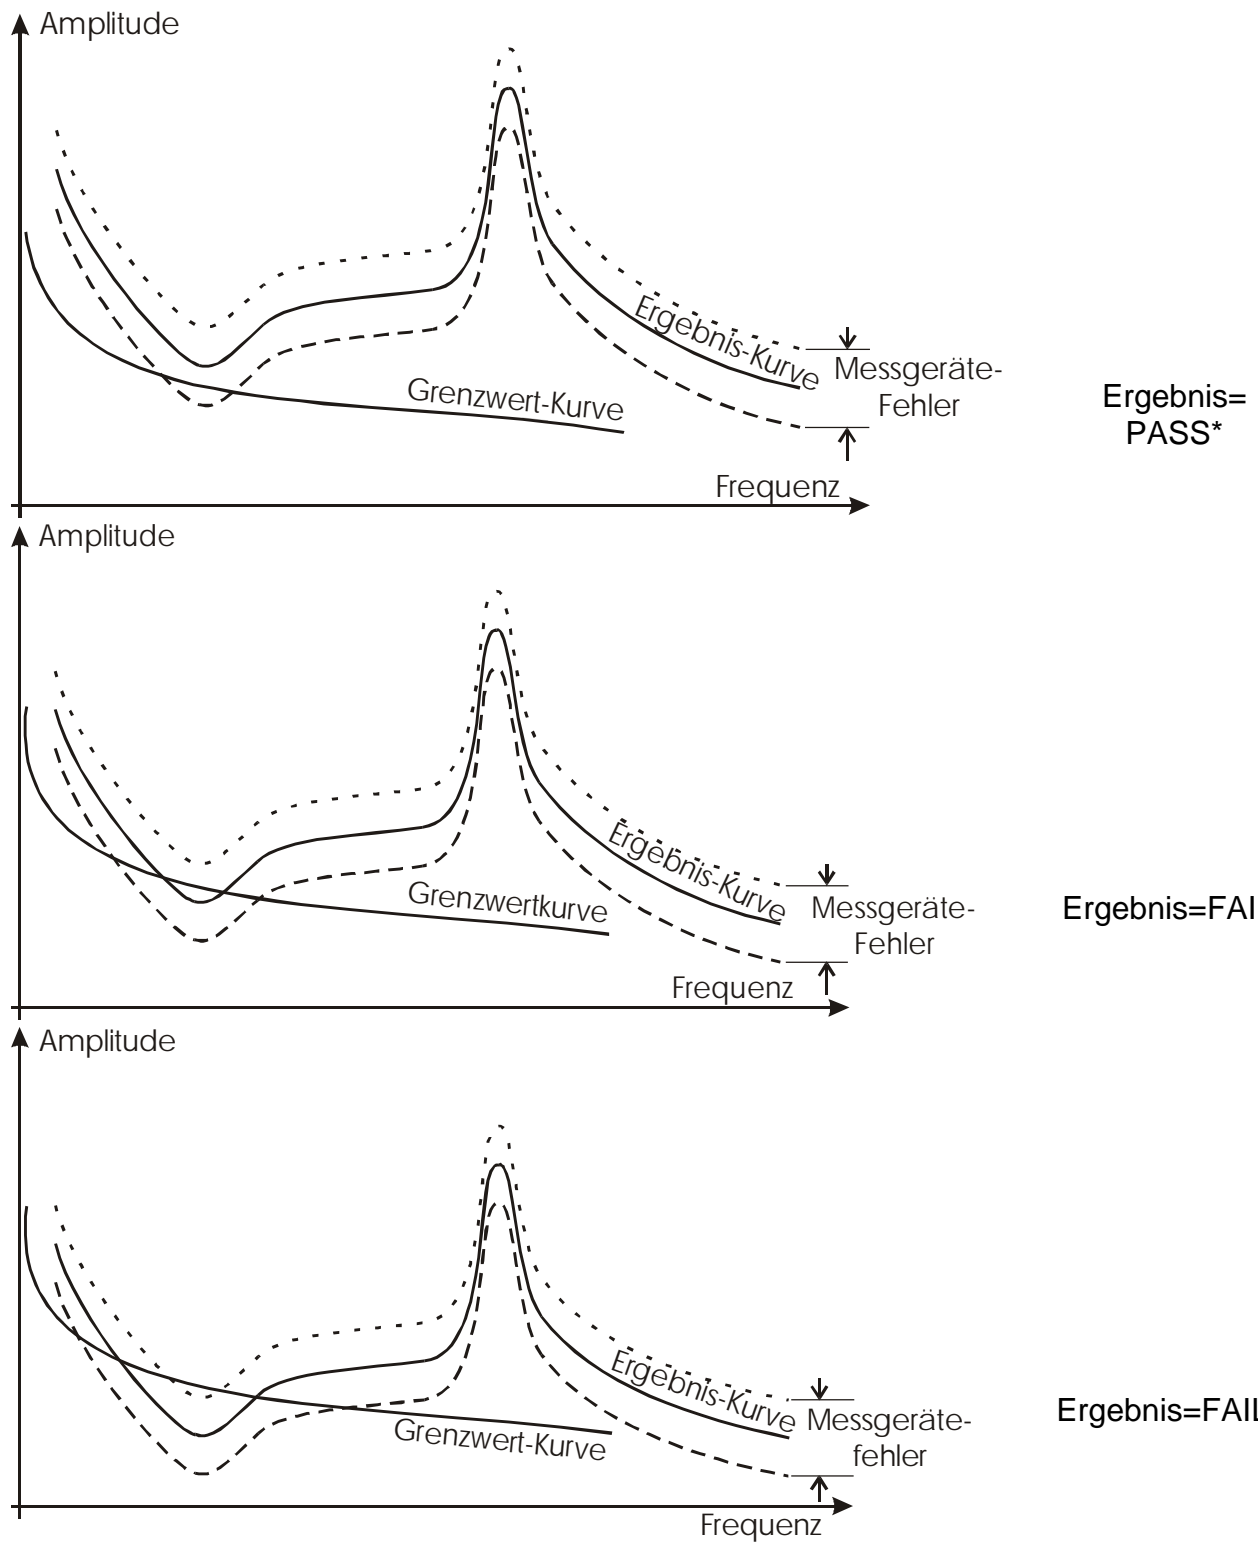 Amplitude
Ergebnis-Kurve
Messgeräte-
Fehler
Grenzwert-Kurve
Ergebnis=
PASS*
Frequenz
Amplitude
Ergebnis-Kurve
Grenzwertkurve
Messgeräte-
Fehler
Ergebnis=FAI
Frequenz
Amplitude
Ergebnis-Kurve
Messgeräte-
fehler
Grenzwert-Kurve
Ergebnis=FAIL
Frequenz